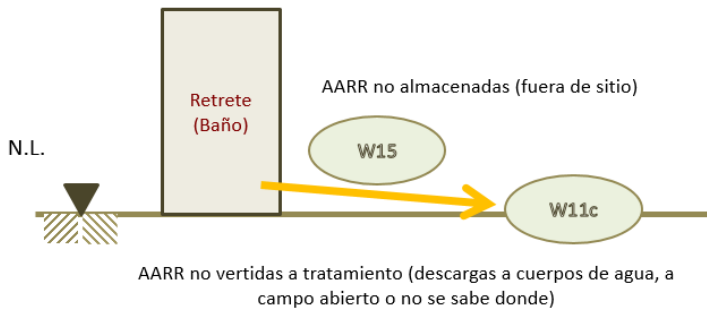 Retrete
(Baño)
AARR no almacenadas (fuera de sitio)
N.L.
W15
W11c
AARR no vertidas a tratamiento (descargas a cuerpos de agua, a
campo abierto o no se sabe donde)